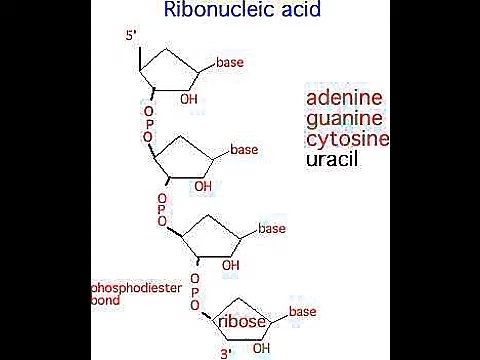 Ribonucleic acid
5'
base
OH
O
P
O
base
OH
O
P
O
base
OH
O
P
O
ribose
base
OH
3'
adenine
guanine
cytosine
uracil
phosphodiester
bond